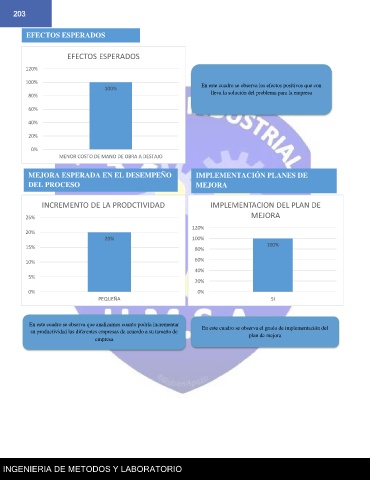 203
EFECTOS ESPERADOS
EFECTOS ESPERADOS
120%
100%
80%
60%
40%
20%
0%
100%
MENOR COSTO DE MANO DE OBRA A DESTAJO
En este cuadro se observa los efectos positivos que con
lleva la solución del problema para la empresa
INDUSTRIAL
MEJORA ESPERADA EN EL DESEMPEÑO
DEL PROCESO
IMPLEMENTACIÓN PLANES DE
MEJORA
INCREMENTO DE LA PRODCTIVIDAD
25%
20%
15%
10%
5%
0%
20%
PEQUEÑA
IMPLEMENTACION DEL PLAN DE
MEJORA
120%
100%
80%
60%
40%
20%
0%
100%
SI
U.M.S.A.
En este cuadro se observa que analizamos cuanto podría incrementar
su productividad las diferentes empresas de acuerdo a su tamaño de
empresa
En este cuadro se observa el grado de implementación del
plan de mejora
INGENIERIA DE METODOS Y LABORATORIO